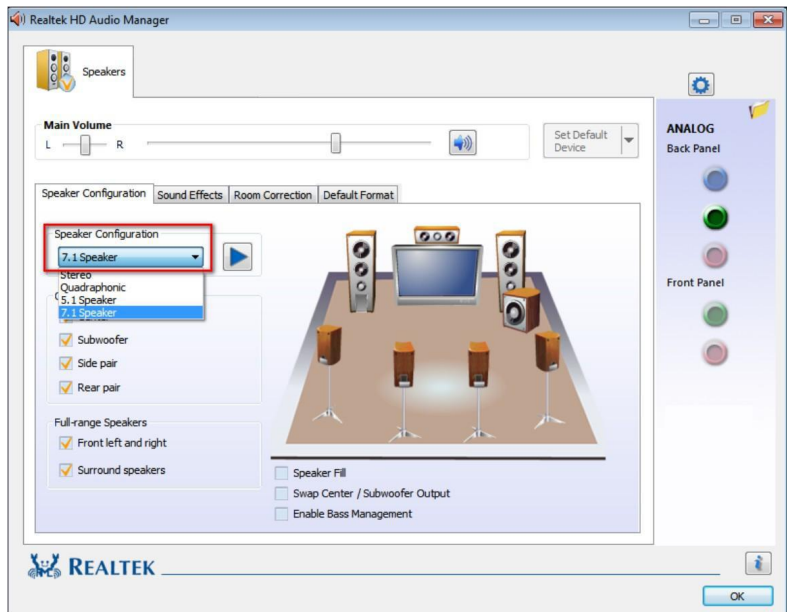 Realtek HD Audio Manager
Speakers
Main Volume
L R
Set Default
Device
Speaker Configuration Sound Effects Room Correction Default Format
Speaker Configuration
7.1 Speaker
Stereo
Quadraphonic
5.1 Speaker
7.1 Speaker
Subwoofer
Side pair
Rear pair
Full-range Speakers
Front left and right
Surround speakers
Speaker Fill
Swap Center / Subwoofer Output
Enable Bass Management
ANALOG
Back Panel
Front Panel
REALTEK
OK